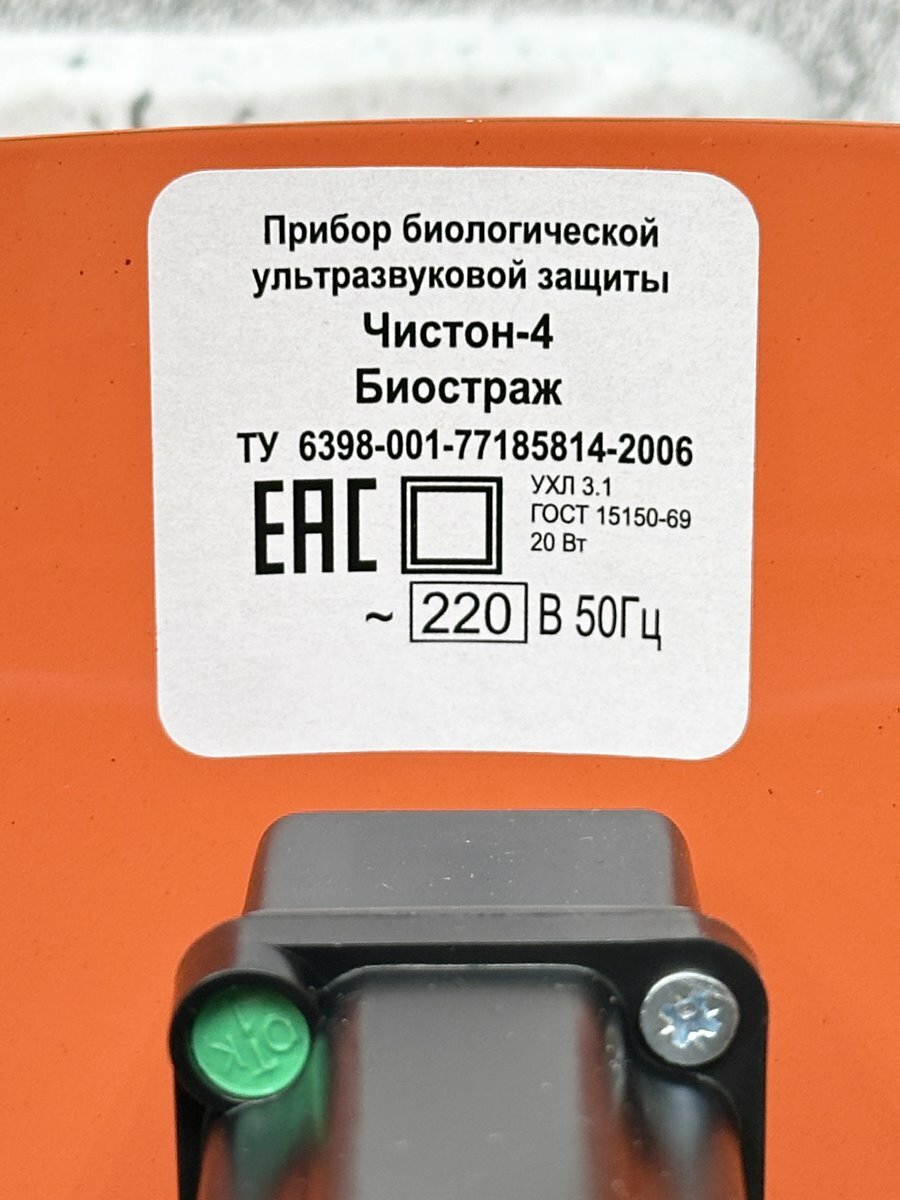 Прибор биологической
ультразвуковой защиты
Чистон-4
Биостраж
ТУ 6398-001-77185814-2006
EAC
УХЛ 3.1
ГОСТ 15150-69
20 Вт
~ 220 В 50Гц
ОТК